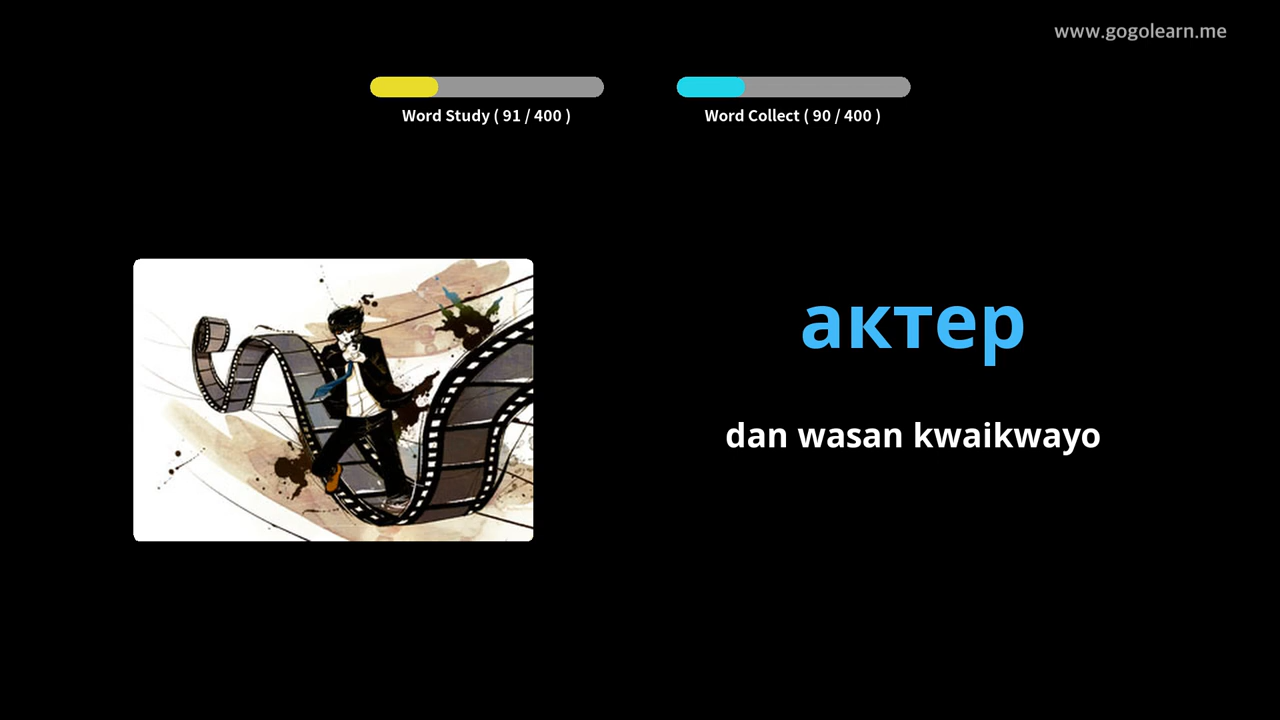 www.gogolearn.me
Word Study ( 91 / 400 )
Word Collect ( 90 / 400 )
актер
dan wasan kwaikwayo